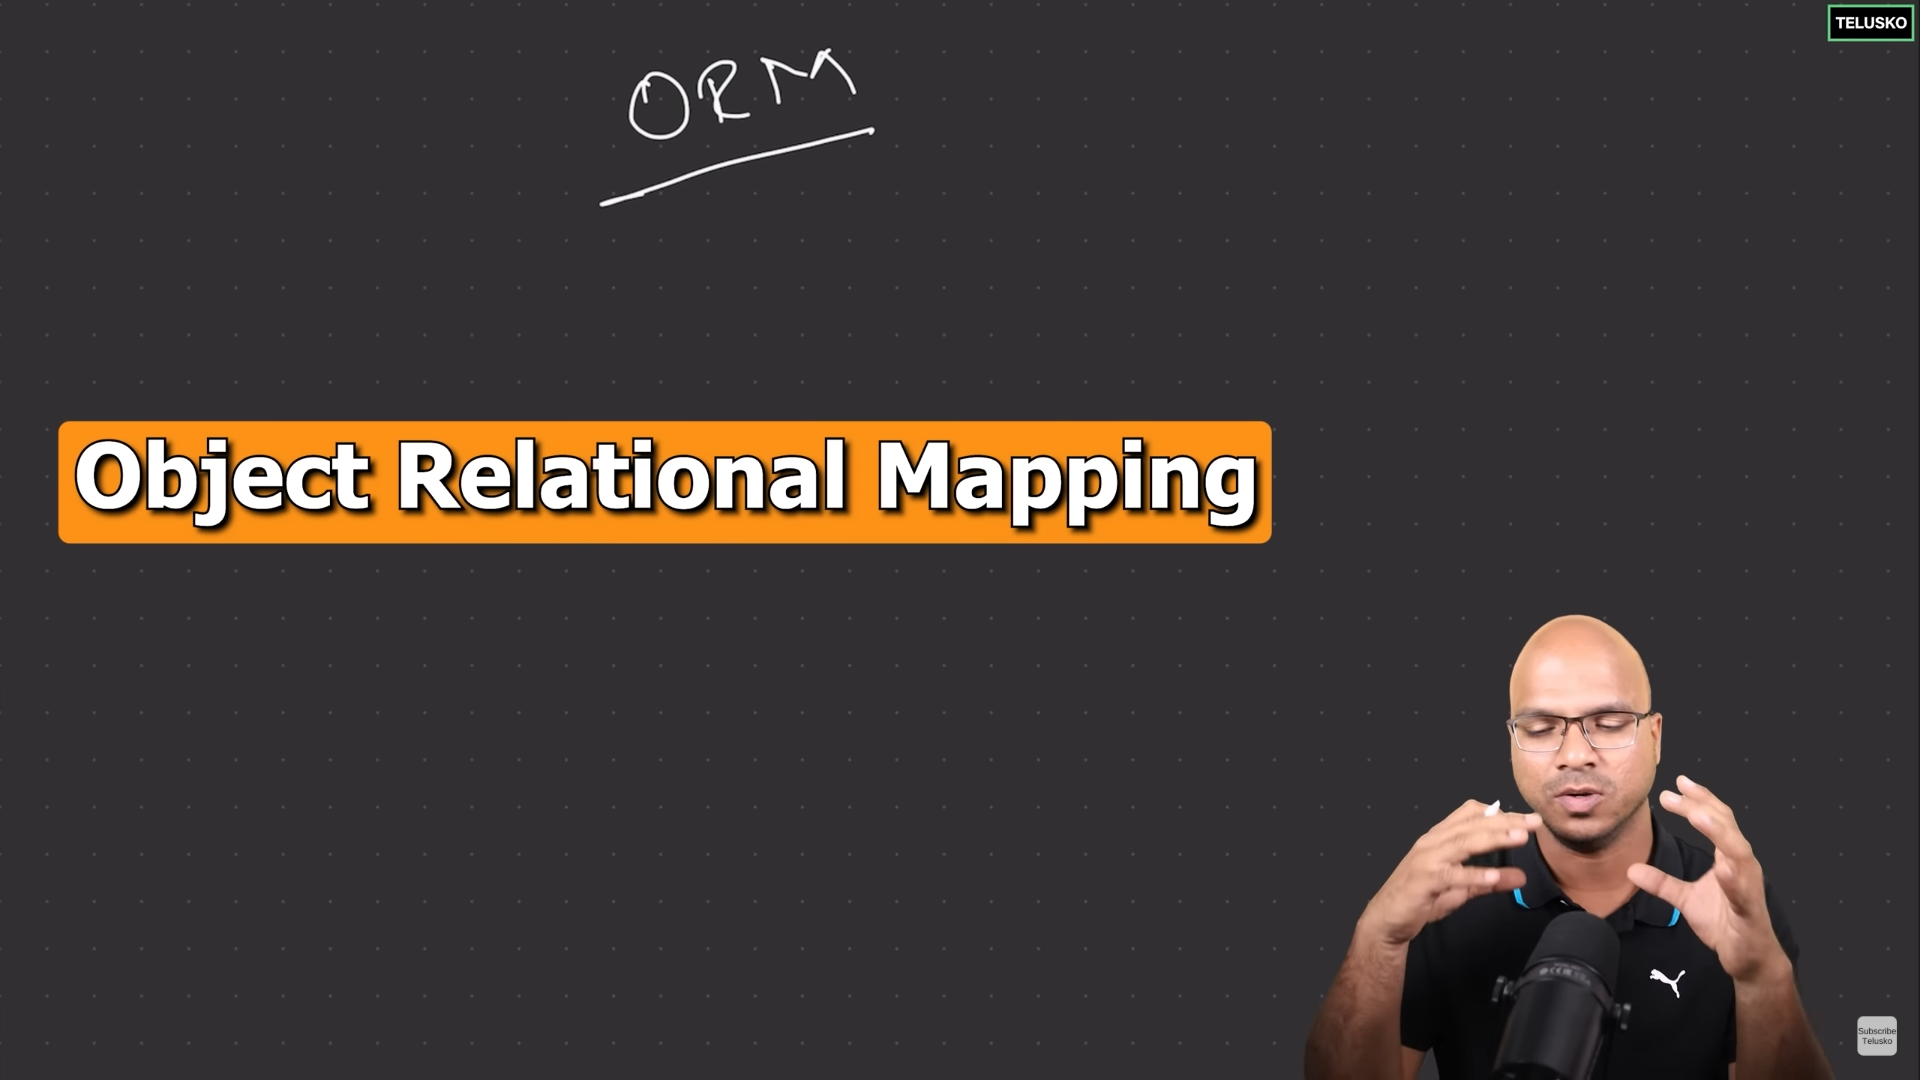 TELUSKO
ORM
Object Relational Mapping
Subscribe
Telusko